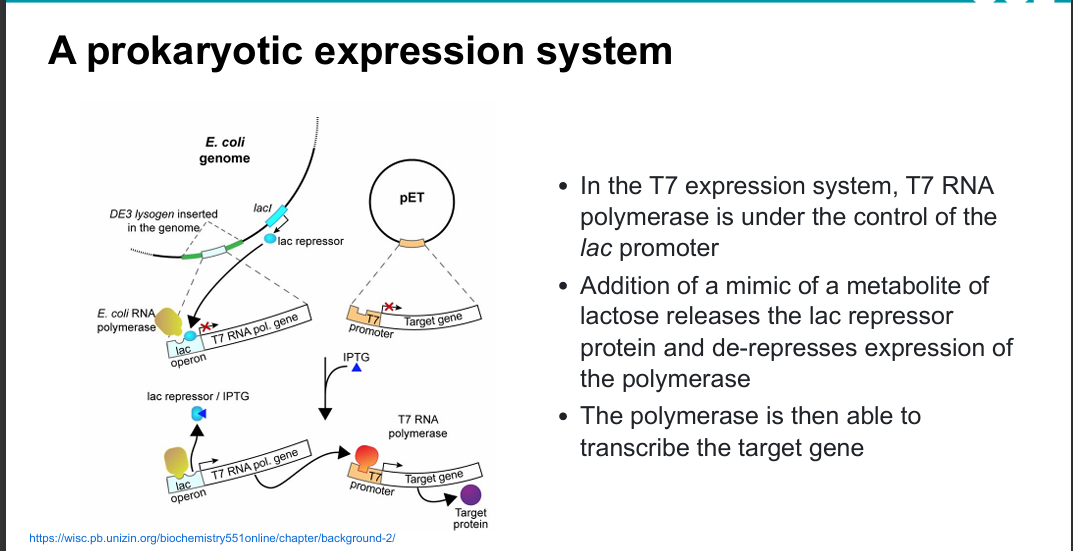 A prokaryotic expression system
E. coli
genome
DE3 lysogen inserted
in the genome
lacI
lac repressor
pET
E. coli RNA
polymerase
lac
operon
T7 RNA pol. gene
T7
promoter
Target gene
IPTG
lac repressor / IPTG
T7 RNA
polymerase
lac
operon
T7 RNA pol. gene
T7
promoter
Target gene
Target
protein
• In the T7 expression system, T7 RNA
polymerase is under the control of the
lac promoter
• Addition of a mimic of a metabolite of
lactose releases the lac repressor
protein and de-represses expression of
the polymerase
• The polymerase is then able to
transcribe the target gene
https://wisc.pb.unizin.org/biochemistry551online/chapter/background-2/